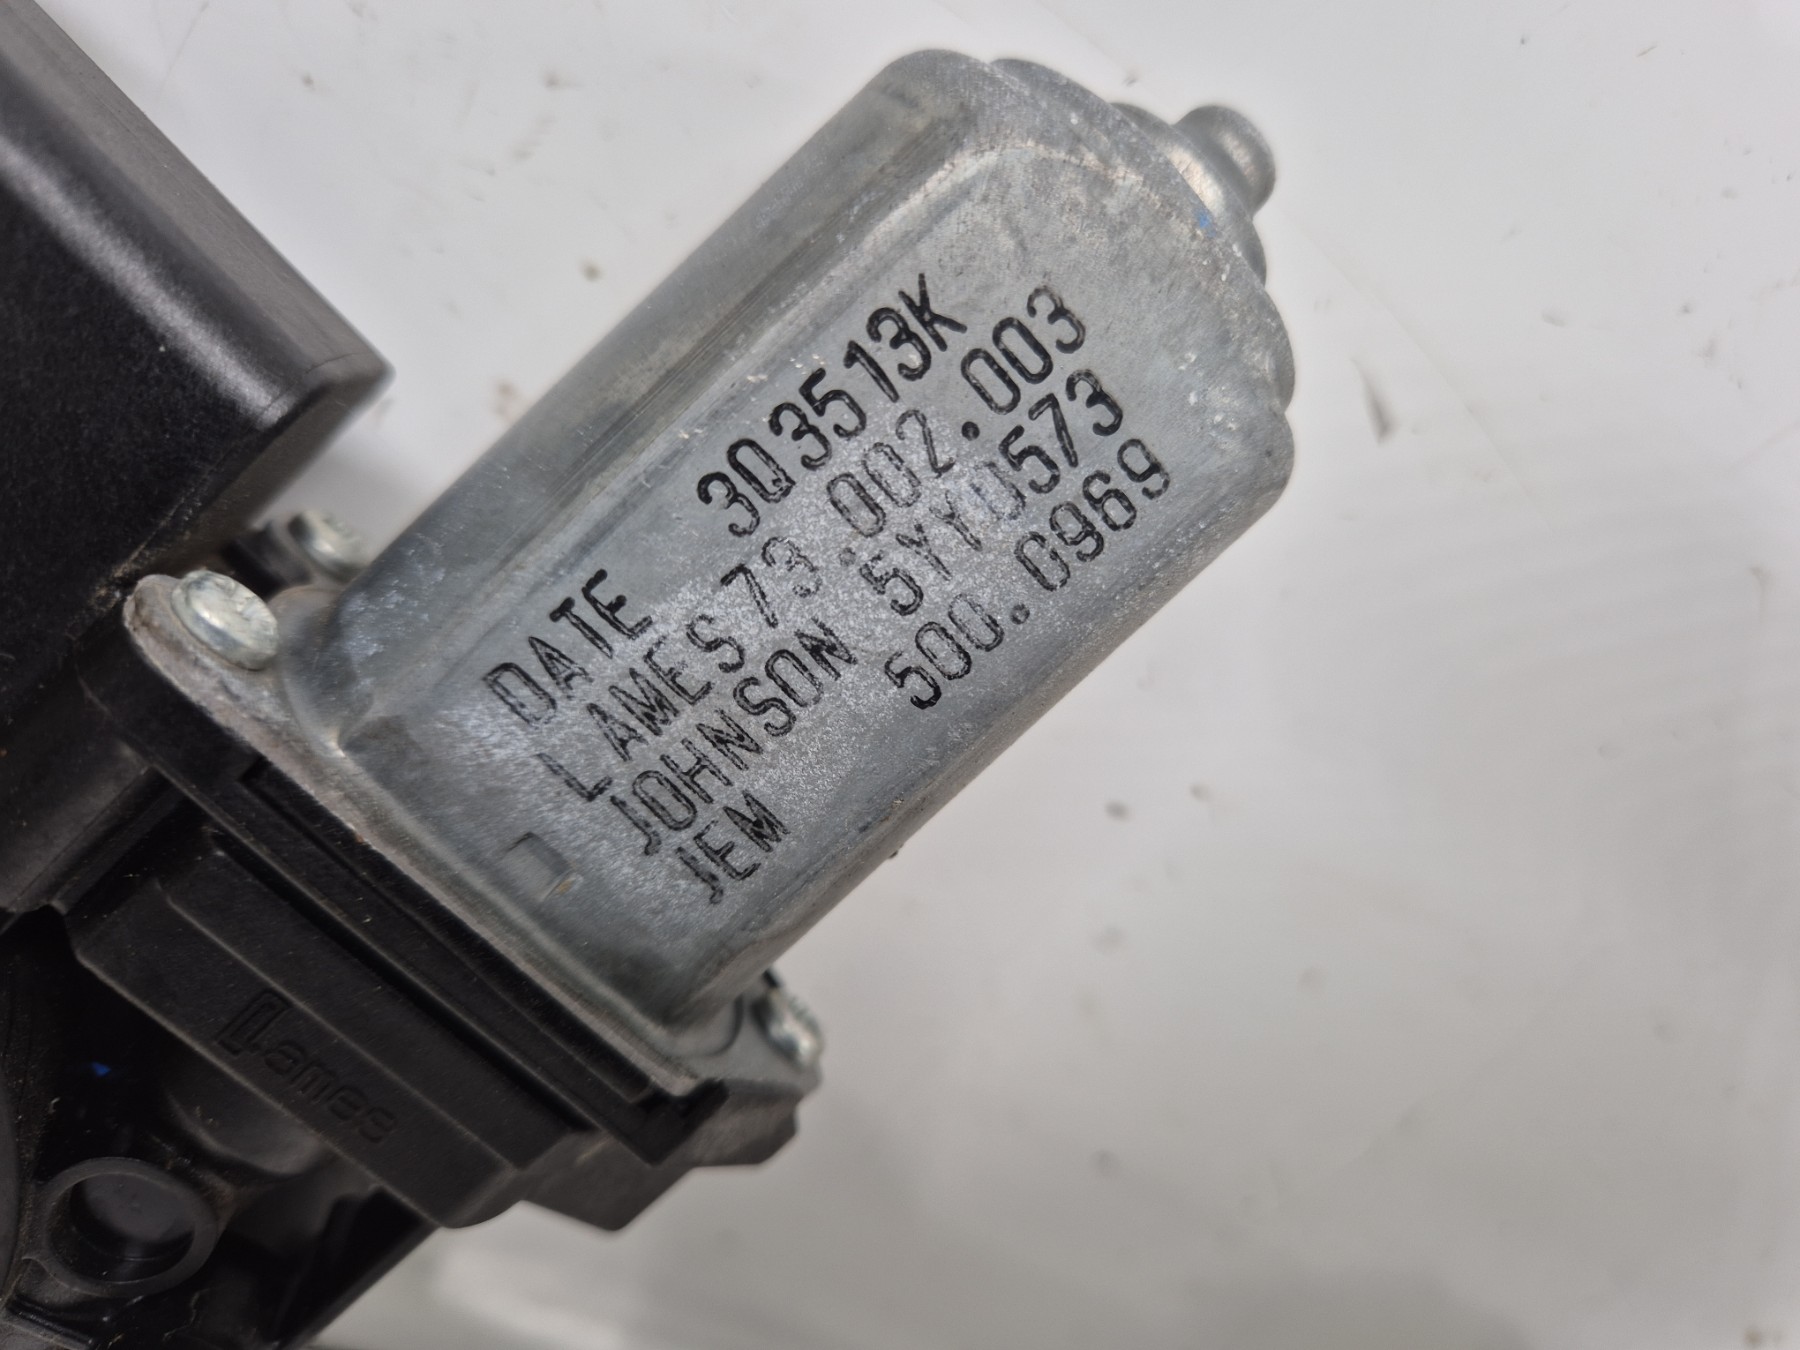 DATE 3Q3513K
LAMES 73.002.003
JOHNSON 5YY0573
JEM 500.0969
Lames